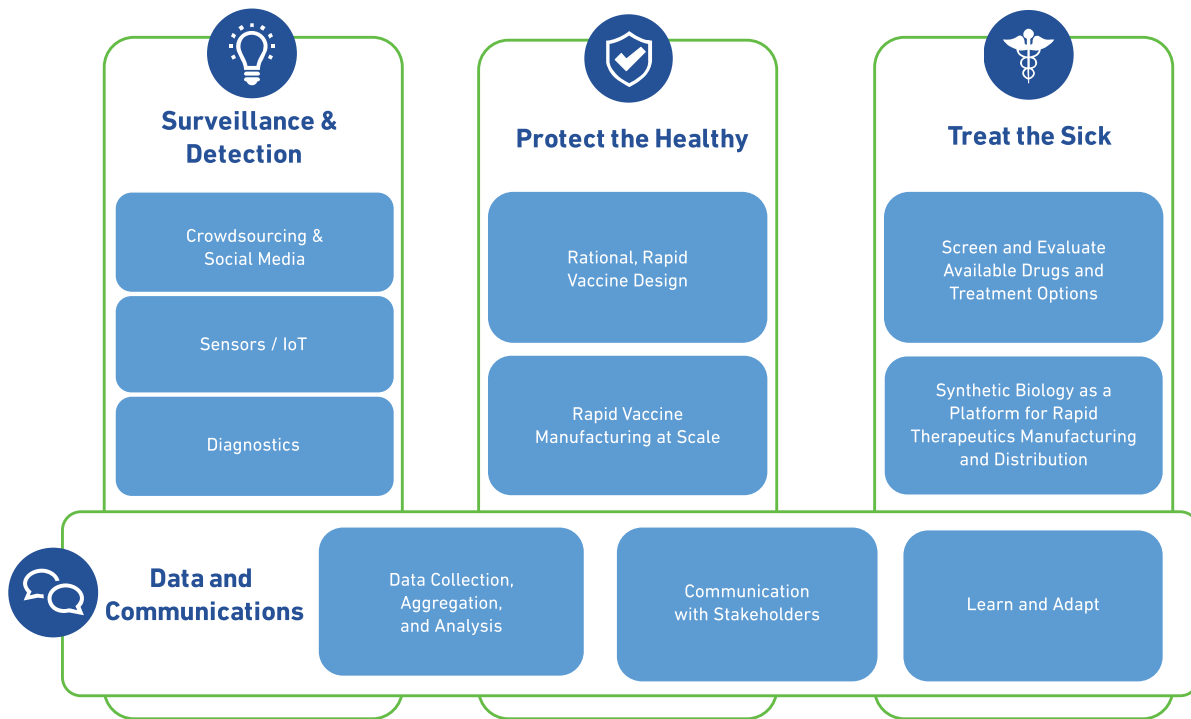 Surveillance &
Detection
Crowdsourcing &
Social Media
Sensors / IoT
Diagnostics
Protect the Healthy
Rational, Rapid
Vaccine Design
Rapid Vaccine
Manufacturing at Scale
Treat the Sick
Screen and Evaluate
Available Drugs and
Treatment Options
Synthetic Biology as a
Platform for Rapid
Therapeutics Manufacturing
and Distribution
Data and
Communications
Data Collection,
Aggregation,
and Analysis
Communication
with Stakeholders
Learn and Adapt